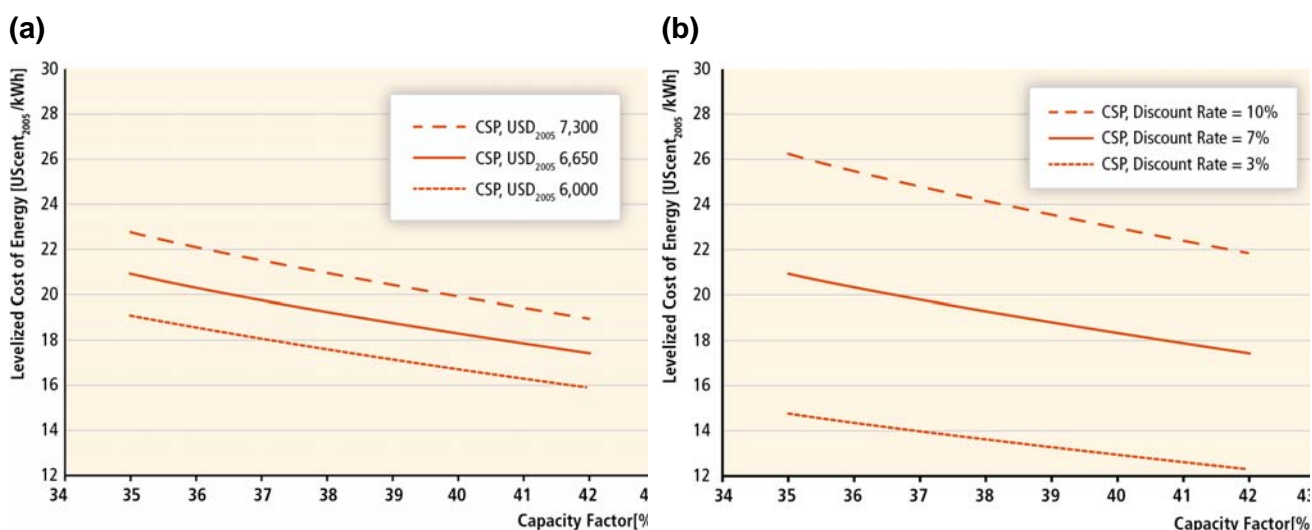 (a)
(b)
Levelized Cost of Energy [UScent2005 /kWh]
30
28
26
24
22
20
18
16
14
12
CSP, USD2005 7,300
CSP, USD2005 6,650
CSP, USD2005 6,000
34 35 36 37 38 39 40 41 42
Capacity Factor[%
Levelized Cost of Energy [UScent2005 /kWh]
30
28
26
24
22
20
18
16
14
12
CSP, Discount Rate = 10%
CSP, Discount Rate = 7%
CSP, Discount Rate = 3%
34 35 36 37 38 39 40 41 42 43
Capacity Factor[%